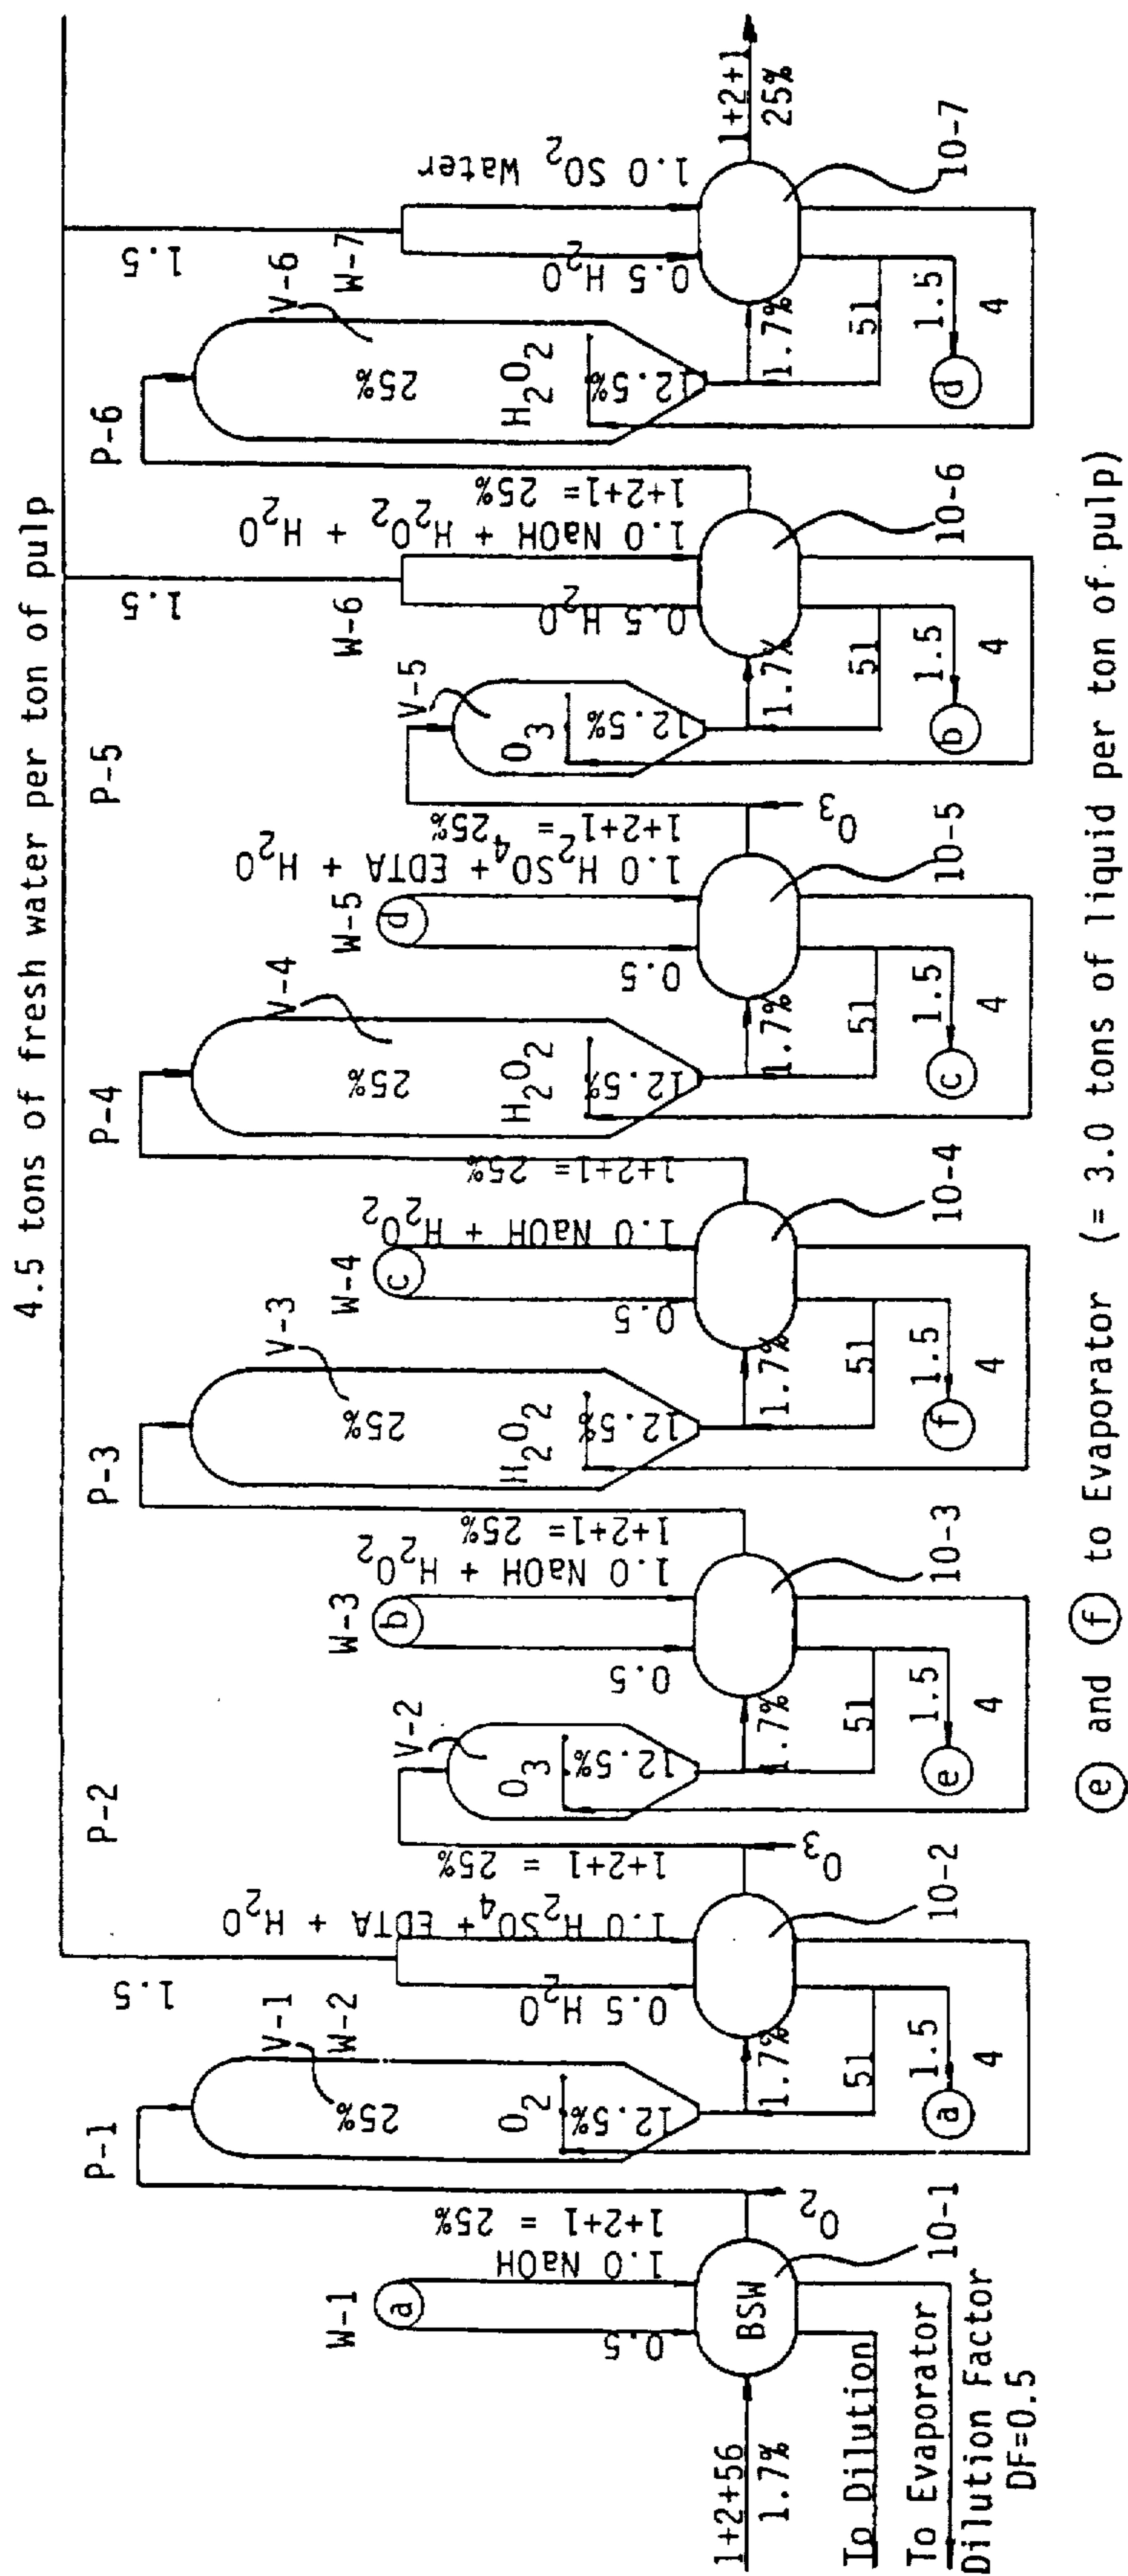 4.5 tons of fresh water per ton of pulp
P-1
P-2
P-3
P-4
P-5
P-6
1.5
1.5
1.5
V-1
V-2
V-3
V-4
V-5
V-6
W-1
W-2
W-3
W-4
W-5
W-6
W-7
a
0.5
1.0 NaOH
1+2+1 = 25%
25%
O2
12.5%
0.5 H2O
1.0 H2SO4 + EDTA + H2O
1+2+1 = 25%
O3
12.5%
b
0.5
1.0 NaOH + H2O2
1+2+1= 25%
25%
H2O2
12.5%
c
0.5
1.0 NaOH + H2O2
1+2+1= 25%
25%
H2O2
12.5%
d
0.5
1.0 H2SO4 + EDTA + H2O
1+2+1= 25%
O3
12.5%
0.5 H2O
1.0 NaOH + H2O2 + H2O
1+2+1= 25%
25%
H2O2
12.5%
0.5 H2O
1.0 SO2 Water
1+2+1
25%
1+2+56
1.7%
BSW
O2
1.7%
O3
1.7%
1.7%
1.7%
O3
1.7%
1.7%
10-1
10-2
10-3
10-4
10-5
10-6
10-7
To Dilution
To Evaporator
Dilution Factor
DF=0.5
51
1.5
a
4
51
1.5
e
4
51
1.5
f
4
51
1.5
c
4
51
1.5
b
4
51
1.5
d
4
e and f to Evaporator (= 3.0 tons of liquid per ton of pulp)